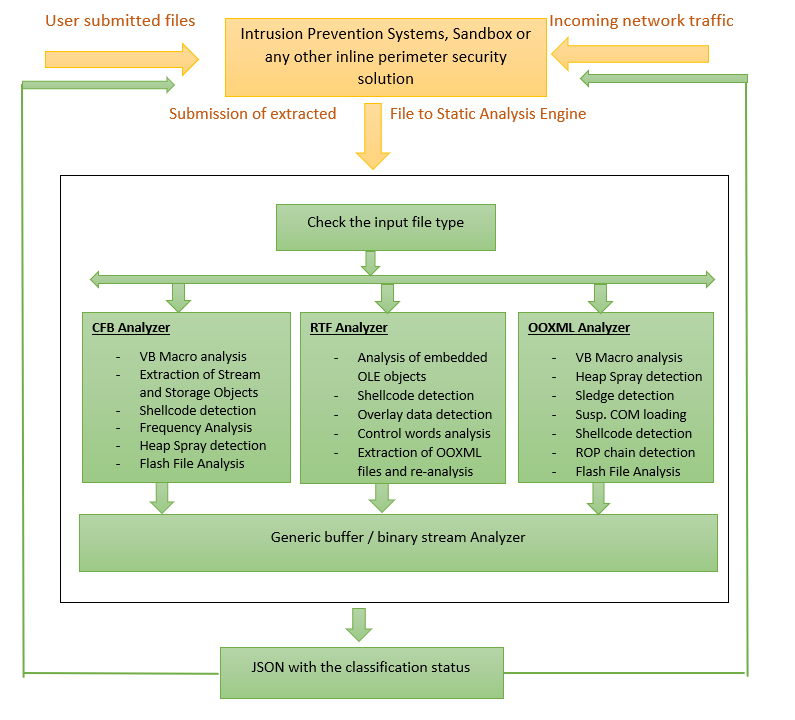 User submitted files
Incoming network traffic
Intrusion Prevention Systems, Sandbox or
any other inline perimeter security
solution
Submission of extracted
File to Static Analysis Engine
Check the input file type
CFB Analyzer
- VB Macro analysis
- Extraction of Stream
and Storage Objects
- Shellcode detection
- Frequency Analysis
- Heap Spray detection
- Flash File Analysis
RTF Analyzer
- Analysis of embedded
OLE objects
- Shellcode detection
- Overlay data detection
- Control words analysis
- Extraction of OOXML
files and re-analysis
OOXML Analyzer
- VB Macro analysis
- Heap Spray detection
- Sledge detection
- Susp. COM loading
- Shellcode detection
- ROP chain detection
- Flash File Analysis
Generic buffer / binary stream Analyzer
JSON with the classification status